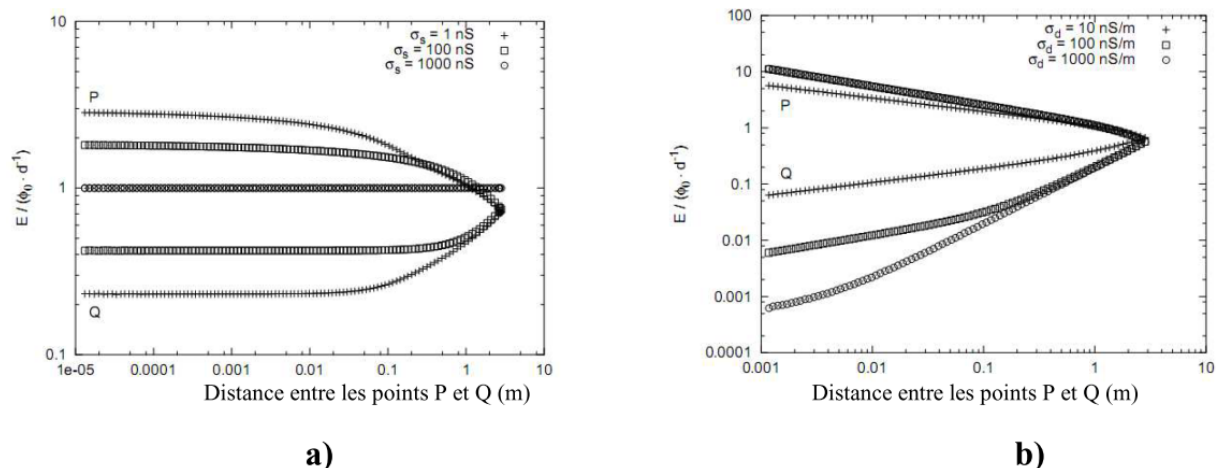 10
σs = 1 nS +
σs = 100 nS □
σs = 1000 nS ○
P
E / (ϕ0 · d-1)
1
Q
0.1
1e-05 0.0001 0.001 0.01 0.1 1 10
Distance entre les points P et Q (m)
a)
100
σd = 10 nS/m +
σd = 100 nS/m □
σd = 1000 nS/m ○
10
P
1
E / (ϕ0 · d-1)
Q
0.1
0.01
0.001
0.0001
0.001 0.01 0.1 1 10
Distance entre les points P et Q (m)
b)